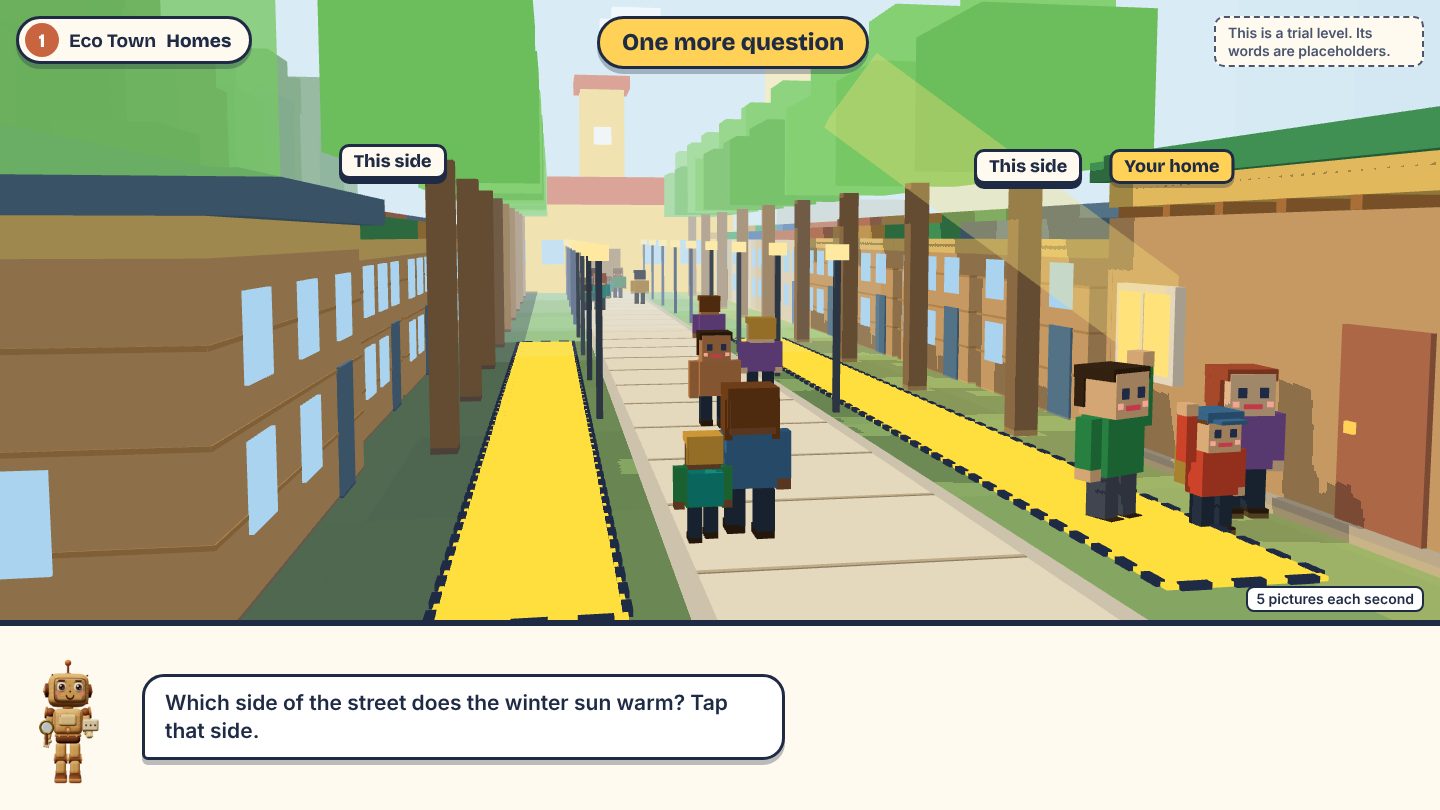 1 Eco Town Homes
One more question
This is a trial level. Its
words are placeholders.
This side
This side
Your home
5 pictures each second
Which side of the street does the winter sun warm? Tap
that side.